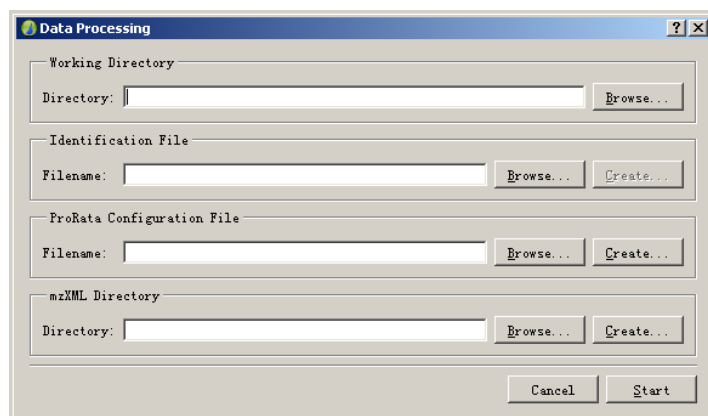 Data Processing
Working Directory
Directory: Browse...
Identification File
Filename: Browse... Create...
ProRata Configuration File
Filename: Browse... Create...
mzXML Directory
Directory: Browse... Create...
Cancel Start